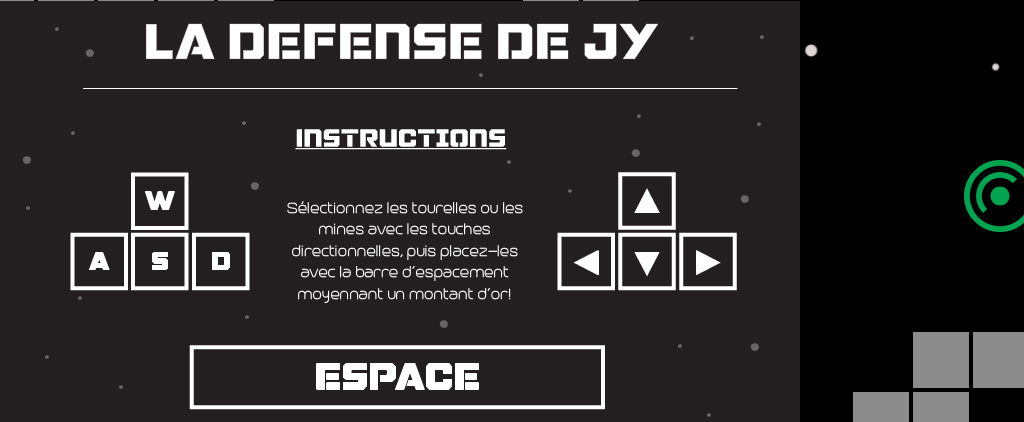 LA DEFENSE DE JY
INSTRUCTIONS
W
A S D
Sélectionnez les tourelles ou les
mines avec les touches
directionnelles, puis placez-les
avec la barre d'espacement
moyennant un montant d'or!
ESPACE